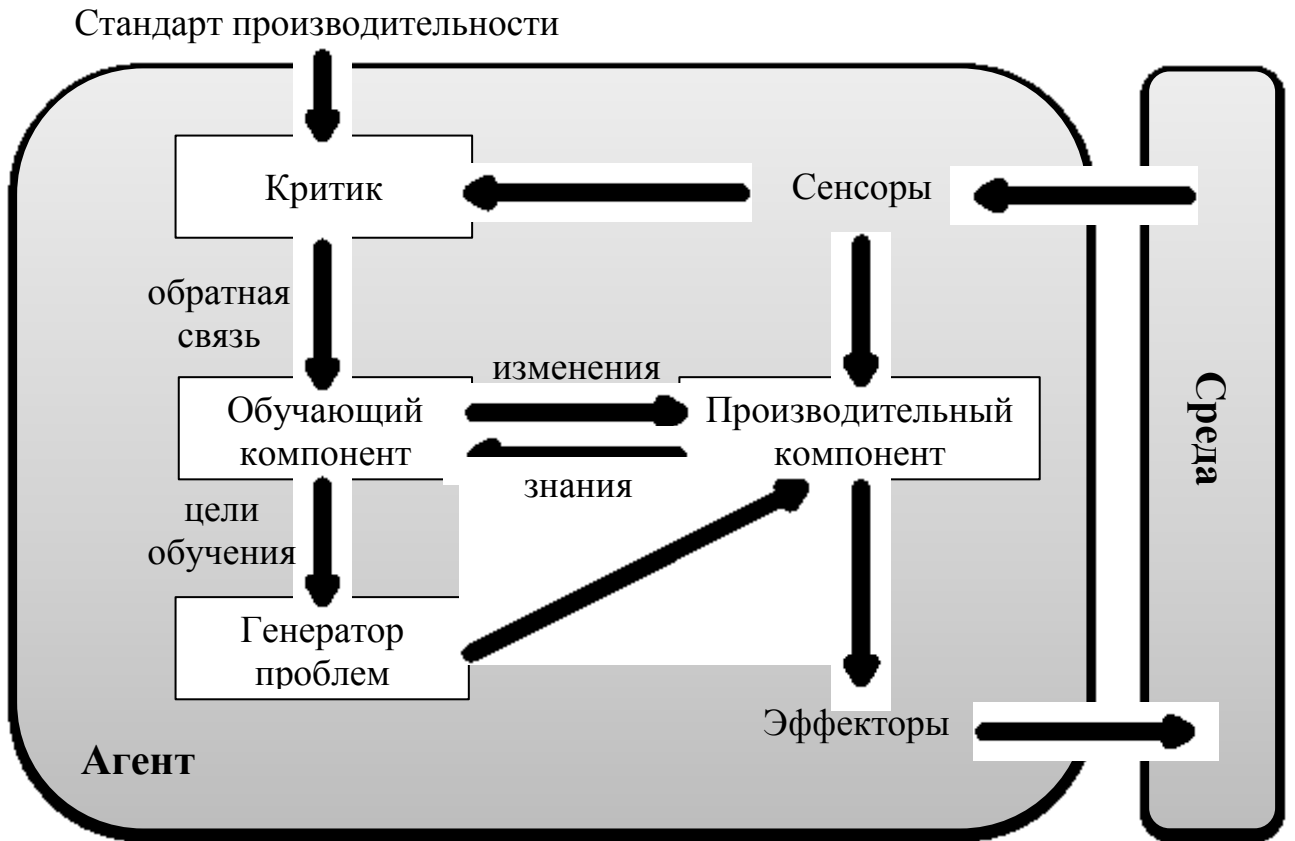 Стандарт производительности
Критик
Сенсоры
обратная
связь
изменения
Обучающий
компонент
Производительный
компонент
знания
цели
обучения
Генератор
проблем
Эффекторы
Агент
Среда